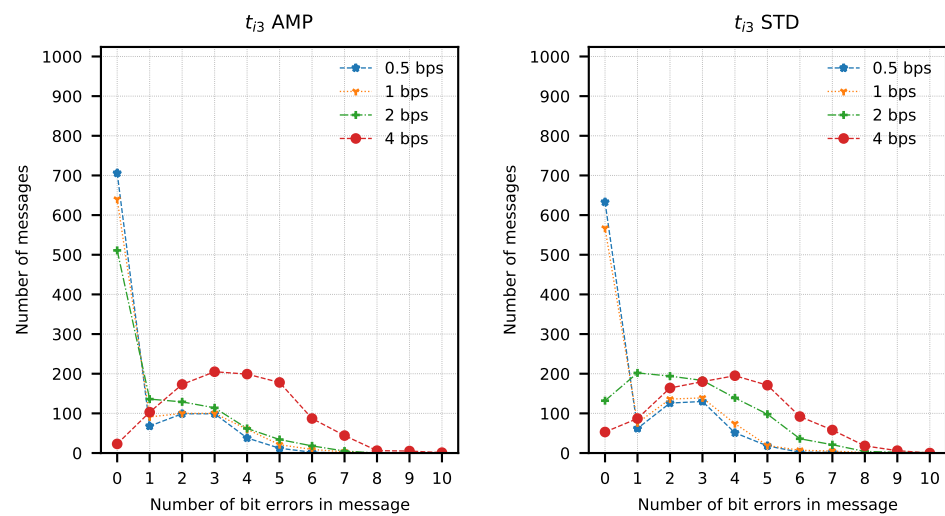 t_{i3} AMP
Number of messages
1000
900
800
700
600
500
400
300
200
100
0
0.5 bps
1 bps
2 bps
4 bps
0 1 2 3 4 5 6 7 8 9 10
Number of bit errors in message
t_{i3} STD
Number of messages
1000
900
800
700
600
500
400
300
200
100
0
0.5 bps
1 bps
2 bps
4 bps
0 1 2 3 4 5 6 7 8 9 10
Number of bit errors in message